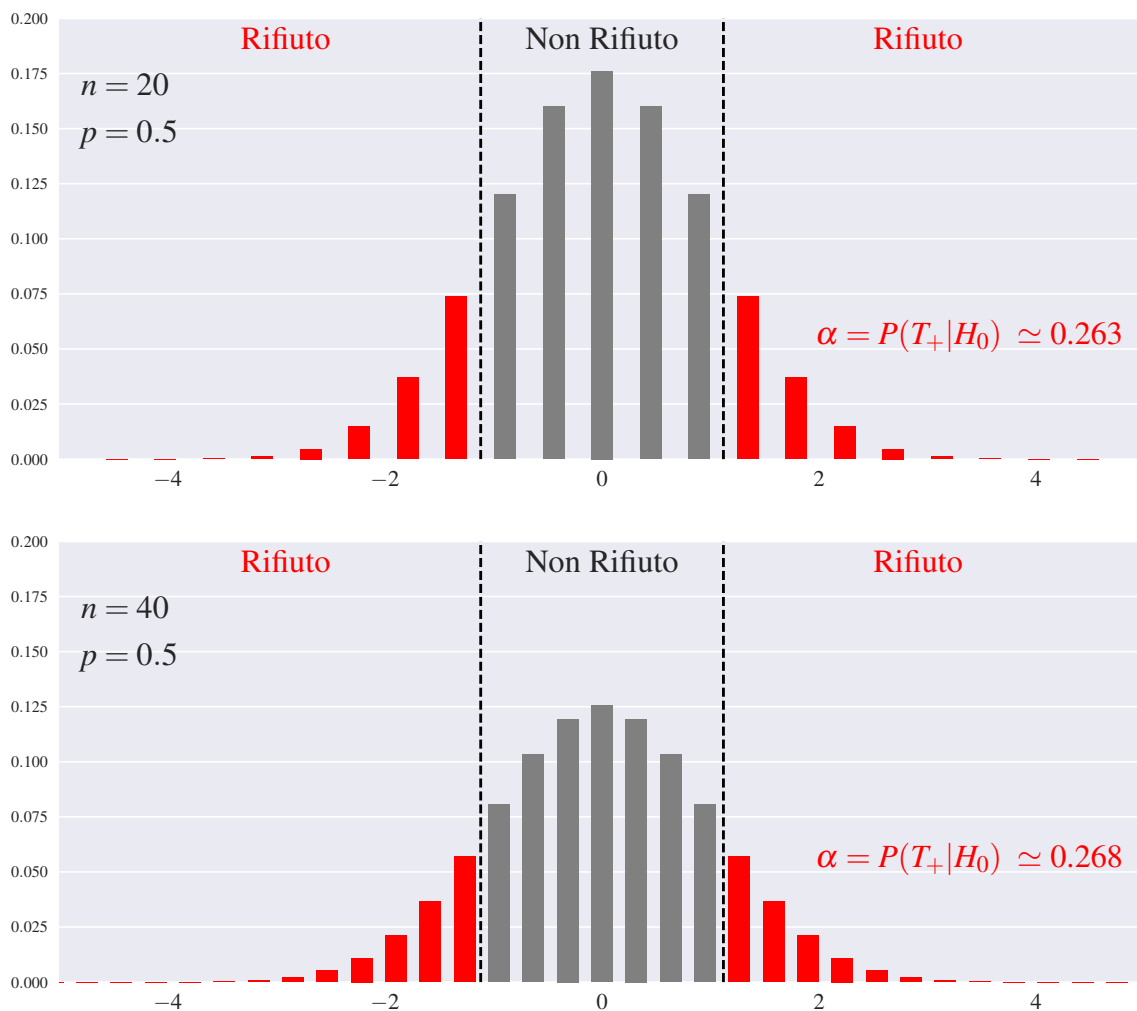 Rifiuto Non Rifiuto Rifiuto
n = 20
p = 0.5
α = P(T₊|H₀) ≃ 0.263
0.200
0.175
0.150
0.125
0.100
0.075
0.050
0.025
0.000
−4 −2 0 2 4
Rifiuto Non Rifiuto Rifiuto
n = 40
p = 0.5
α = P(T₊|H₀) ≃ 0.268
0.200
0.175
0.150
0.125
0.100
0.075
0.050
0.025
0.000
−4 −2 0 2 4